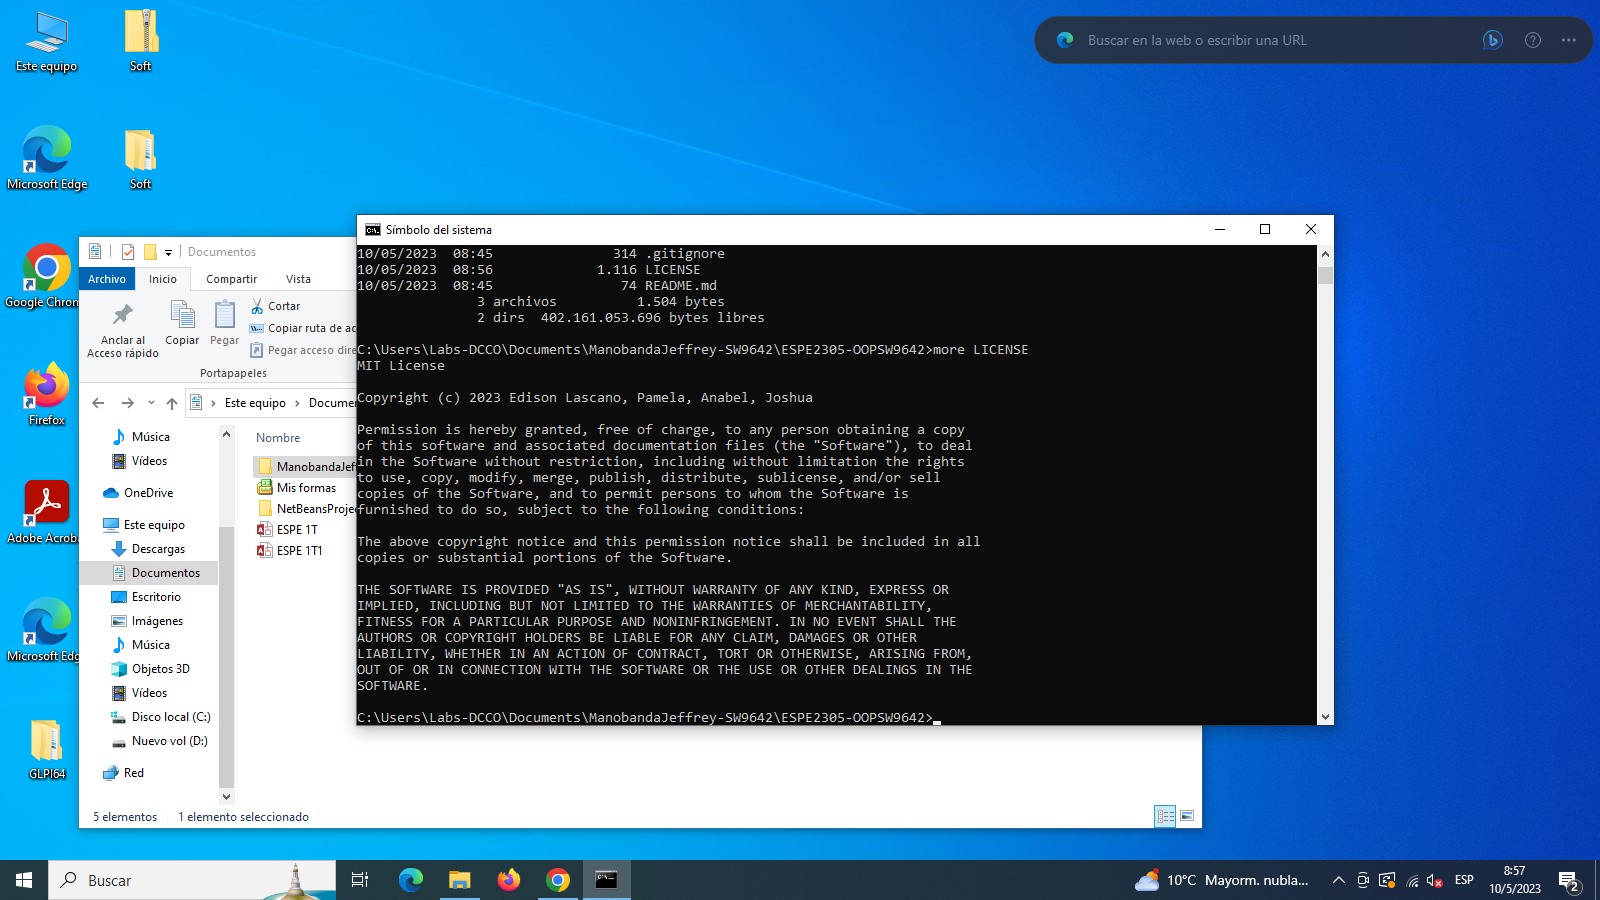 Este equipo
Soft
Microsoft Edge
Soft
Google Chrom
Firefox
Adobe Acroba
Microsoft Edg
GLPI64
Buscar en la web o escribir una URL
Documentos
Archivo
Inicio
Compartir
Vista
Anclar al
Acceso rápido
Copiar
Pegar
Cortar
Copiar ruta de ac
Pegar acceso dire
Portapapeles
Este equipo
Docume
Música
Vídeos
OneDrive
Este equipo
Descargas
Documentos
Escritorio
Imágenes
Música
Objetos 3D
Vídeos
Disco local (C:)
Nuevo vol (D:)
Red
Nombre
ManobandaJeff
Mis formas
NetBeansProje
ESPE 1T
ESPE 1T1
5 elementos
1 elemento seleccionado
Símbolo del sistema
10/05/2023 08:45 314 .gitignore
10/05/2023 08:56 1.116 LICENSE
10/05/2023 08:45 74 README.md
3 archivos 1.504 bytes
2 dirs 402.161.053.696 bytes libres
C:\Users\Labs-DCCO\Documents\ManobandaJeffrey-SW9642\ESPE2305-OOPSW9642>more LICENSE
MIT License
Copyright (c) 2023 Edison Lascano, Pamela, Anabel, Joshua
Permission is hereby granted, free of charge, to any person obtaining a copy
of this software and associated documentation files (the "Software"), to deal
in the Software without restriction, including without limitation the rights
to use, copy, modify, merge, publish, distribute, sublicense, and/or sell
copies of the Software, and to permit persons to whom the Software is
furnished to do so, subject to the following conditions:
The above copyright notice and this permission notice shall be included in all
copies or substantial portions of the Software.
THE SOFTWARE IS PROVIDED "AS IS", WITHOUT WARRANTY OF ANY KIND, EXPRESS OR
IMPLIED, INCLUDING BUT NOT LIMITED TO THE WARRANTIES OF MERCHANTABILITY,
FITNESS FOR A PARTICULAR PURPOSE AND NONINFRINGEMENT. IN NO EVENT SHALL THE
AUTHORS OR COPYRIGHT HOLDERS BE LIABLE FOR ANY CLAIM, DAMAGES OR OTHER
LIABILITY, WHETHER IN AN ACTION OF CONTRACT, TORT OR OTHERWISE, ARISING FROM,
OUT OF OR IN CONNECTION WITH THE SOFTWARE OR THE USE OR OTHER DEALINGS IN THE
SOFTWARE.
C:\Users\Labs-DCCO\Documents\ManobandaJeffrey-SW9642\ESPE2305-OOPSW9642>
Buscar
10°C Mayorm. nubla...
ESP
8:57
10/5/2023
2